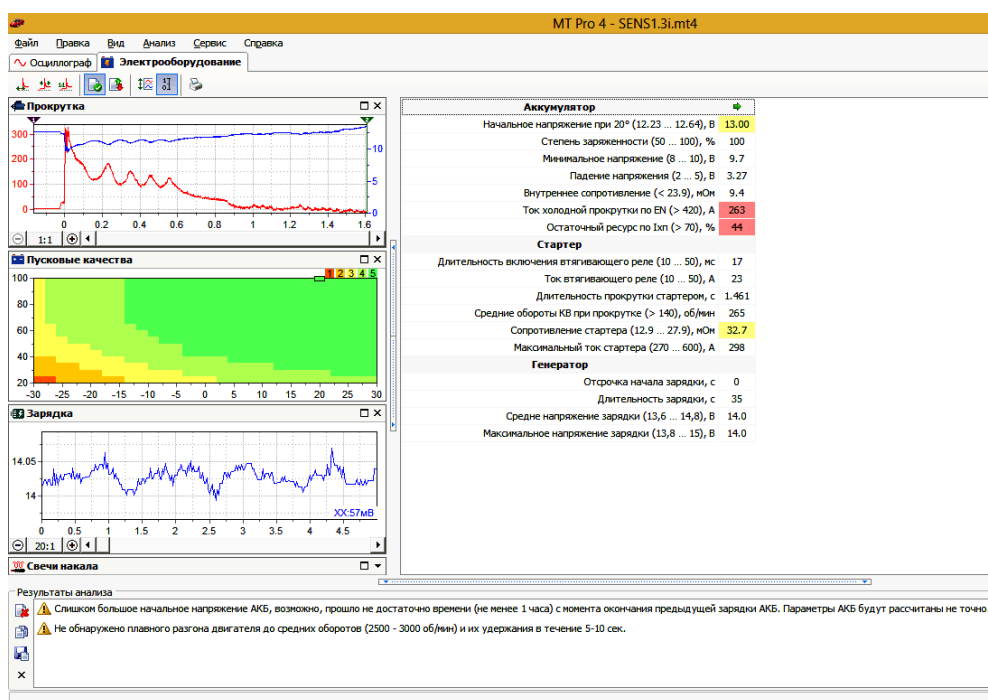 MT Pro 4 - SENS1.3i.mt4
Файл Правка Вид Анализ Сервис Справка
Осциллограф Электрооборудование
Прокрутка
1 2
300
200
100
0
10
5
0
0 0.2 0.4 0.6 0.8 1 1.2 1.4 1.6
1:1
Пусковые качества
1 2 3 4 5
100
80
60
40
20
-30 -25 -20 -15 -10 -5 0 5 10 15 20 25 30
Зарядка
14.05
14
XX:57мВ
0 0.5 1 1.5 2 2.5 3 3.5 4 4.5
20:1
Свечи накала
Аккумулятор
Начальное напряжение при 20° (12.23 ... 12.64), В 13.00
Степень заряженности (50 ... 100), % 100
Минимальное напряжение (8 ... 10), В 9.7
Падение напряжения (2 ... 5), В 3.27
Внутреннее сопротивление (< 23.9), мОм 9.4
Ток холодной прокрутки по EN (> 420), А 263
Остаточный ресурс по Iхп (> 70), % 44
Стартер
Длительность включения втягивающего реле (10 ... 50), мс 17
Ток втягивающего реле (10 ... 50), А 23
Длительность прокрутки стартером, с 1.461
Средние обороты КВ при прокрутке (> 140), об/мин 265
Сопротивление стартера (12.9 ... 27.9), мОм 32.7
Максимальный ток стартера (270 ... 600), А 298
Генератор
Отсрочка начала зарядки, с 0
Длительность зарядки, с 35
Средне напряжение зарядки (13,6 ... 14,8), В 14.0
Максимальное напряжение зарядки (13,8 ... 15), В 14.0
Результаты анализа
Слишком большое начальное напряжение АКБ, возможно, прошло не достаточно времени (не менее 1 часа) с момента окончания предыдущей зарядки АКБ. Параметры АКБ будут рассчитаны не точно
Не обнаружено плавного разгона двигателя до средних оборотов (2500 - 3000 об/мин) и их удержания в течение 5-10 сек.